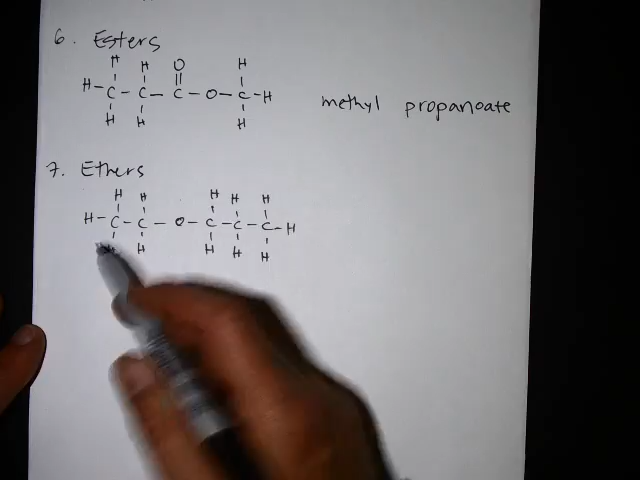 6. Esters
H H O H
H-C-C-C-O-C-H
H H H
methyl propanoate
7. Ethers
H H H H H
H-C-C-O-C-C-C-H
H H H H H